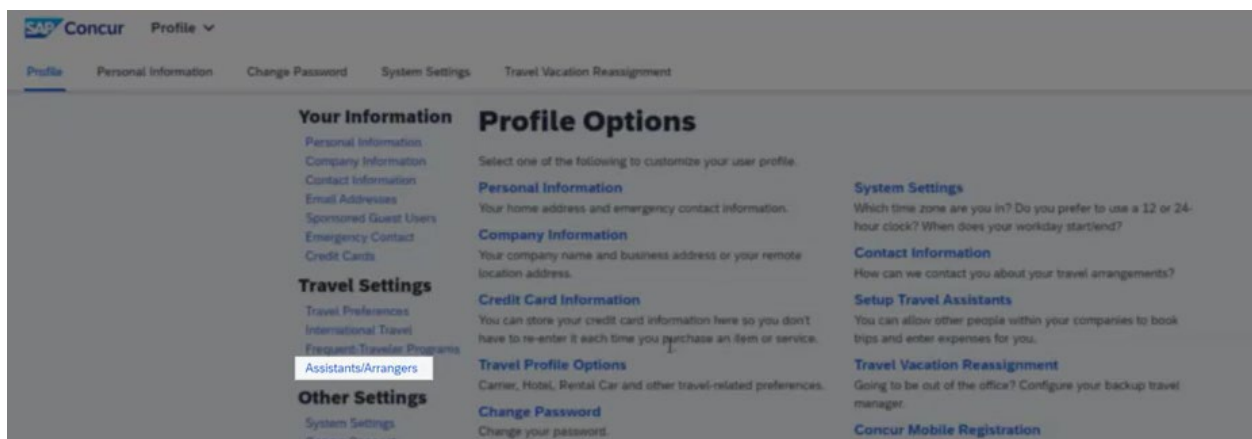 SAP Concur Profile
Profile Personal Information Change Password System Settings Travel Vacation Reassignment
Your Information
Personal Information
Company Information
Contact Information
Email Addresses
Sponsored Guest Users
Emergency Contact
Credit Cards
Travel Settings
Travel Preferences
International Travel
Frequent-Traveler Programs
Assistants/Arrangers
Other Settings
System Settings
Profile Options
Select one of the following to customize your user profile.
Personal Information
Your home address and emergency contact information.
Company Information
Your company name and business address or your remote
location address.
Credit Card Information
You can store your credit card information here so you don't
have to re-enter it each time you purchase an item or service.
Travel Profile Options
Carrier, Hotel, Rental Car and other travel-related preferences.
Change Password
Change your password.
System Settings
Which time zone are you in? Do you prefer to use a 12 or 24-
hour clock? When does your workday start/end?
Contact Information
How can we contact you about your travel arrangements?
Setup Travel Assistants
You can allow other people within your companies to book
trips and enter expenses for you.
Travel Vacation Reassignment
Going to be out of the office? Configure your backup travel
manager.
Concur Mobile Registration